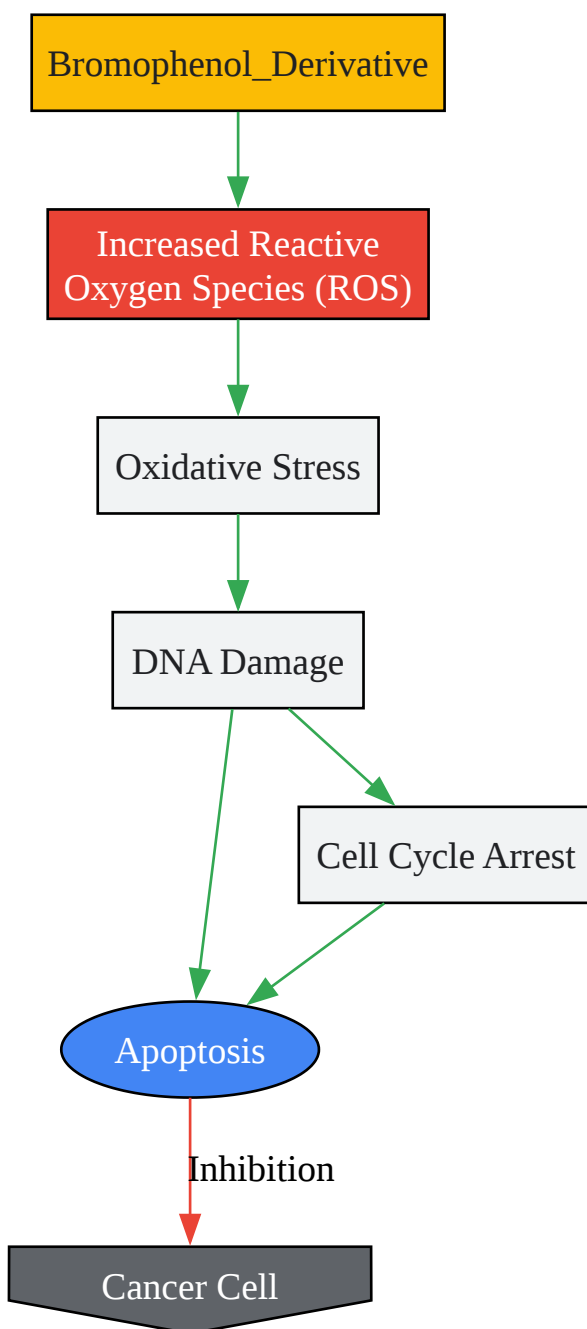 Bromophenol_Derivative
Increased Reactive
Oxygen Species (ROS)
Oxidative Stress
DNA Damage
Cell Cycle Arrest
Apoptosis
Inhibition
Cancer Cell